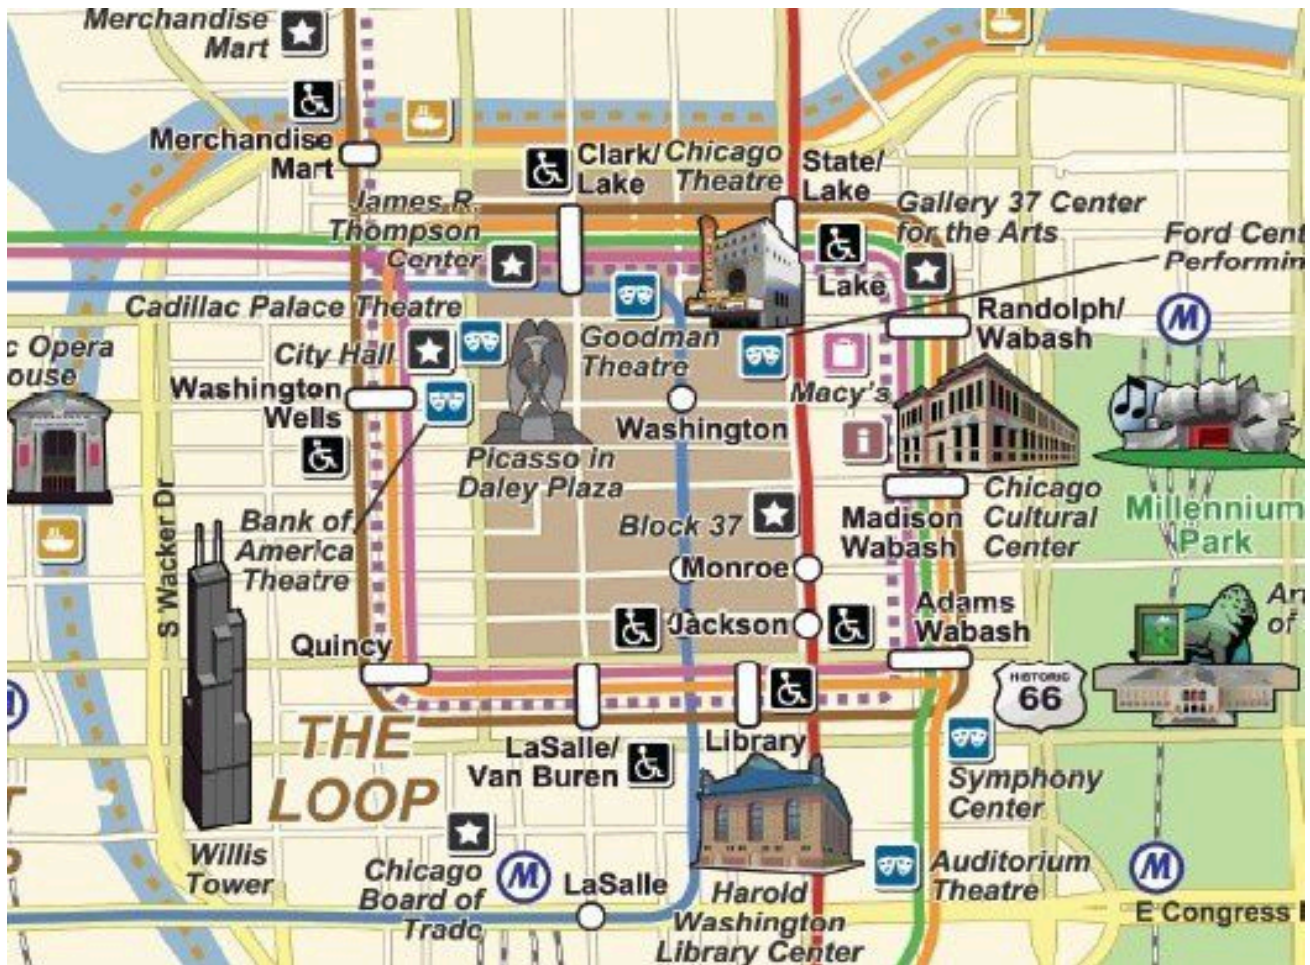 Merchandise
Mart
Merchandise
Mart
Clark/
Lake
Chicago
Theatre
State/
Lake
James R.
Thompson
Center
Gallery 37 Center
for the Arts
Ford Cent
Performin
Lake
Cadillac Palace Theatre
Randolph/
Wabash
M
c Opera
ouse
City Hall
Goodman
Theatre
Washington
Wells
Macy's
Washington
i
Picasso in
Daley Plaza
S Wacker Dr
Bank of
America
Theatre
Block 37
Madison
Wabash
Chicago
Cultural
Center
Millennium
Park
Monroe
Jackson
Adams
Wabash
Quincy
Ar
of
HISTORIC
66
THE
LOOP
LaSalle/
Van Buren
Library
Symphony
Center
Willis
Tower
Chicago
Board of
Trade
M
LaSalle
Harold
Washington
Library Center
Auditorium
Theatre
M
E Congress